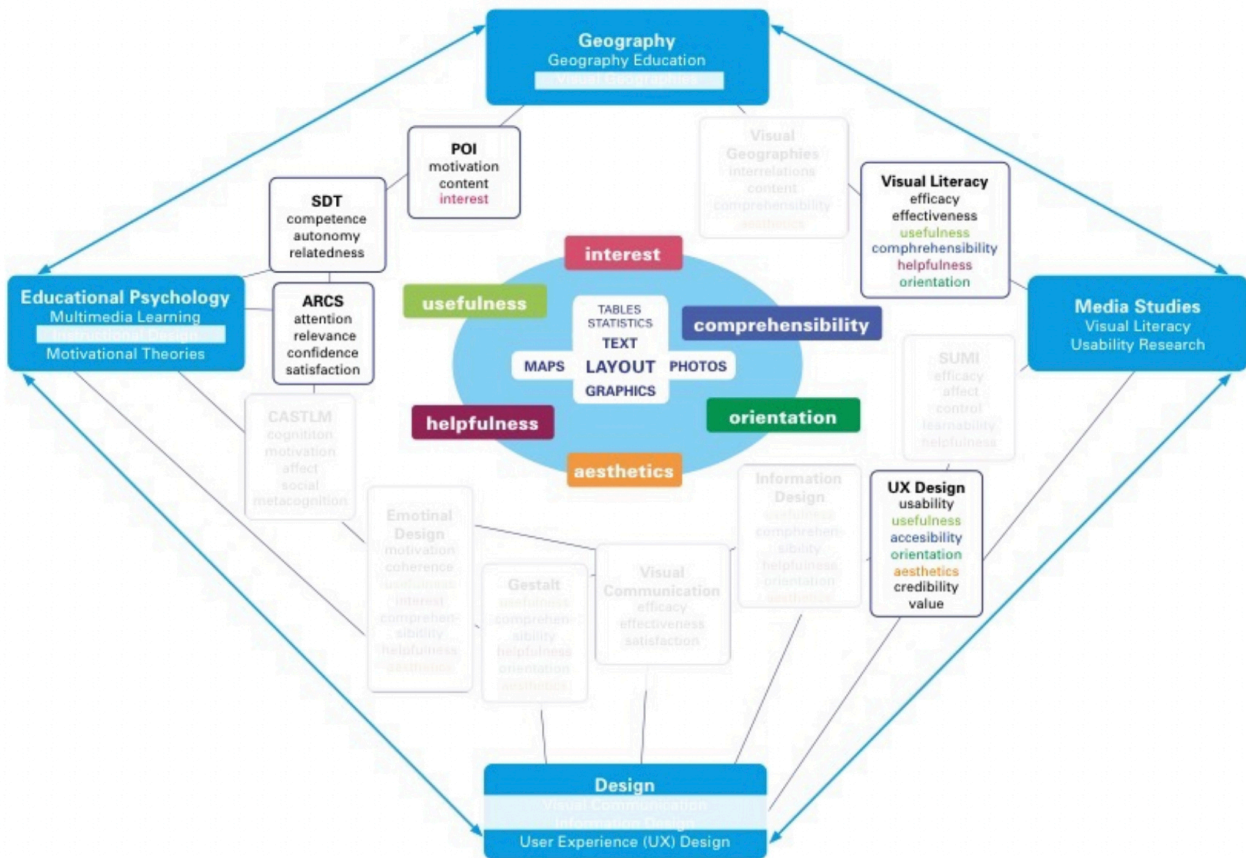 Geography
Geography Education
Visual Geographies
POI
motivation
content
interest
Visual
Geographies
interrelations
content
comprehensibility
aesthetics
SDT
competence
autonomy
relatedness
Visual Literacy
efficacy
effectiveness
usefulness
comphrehensibility
helpfulness
orientation
Educational Psychology
Multimedia Learning
Instructional Design
Motivational Theories
ARCS
attention
relevance
confidence
satisfaction
interest
usefulness
comprehensibility
helpfulness
orientation
aesthetics
TABLES
STATISTICS
TEXT
MAPS LAYOUT PHOTOS
GRAPHICS
Media Studies
Visual Literacy
Usability Research
SUMI
efficacy
affect
control
learnability
helpfulness
CASTLM
cognititon
motivation
affect
social
metacognition
Emotinal
Design
motivation
coherence
usefulness
interest
comprehen-
sibility
helpfulness
aesthetics
Gestalt
usefulness
comprehen-
sibility
helpfulness
orientation
aesthetics
Visual
Communication
efficacy
effectiveness
satisfaction
Information
Design
usefulness
comphrehen-
sibility
helpfulness
orientation
aesthetics
UX Design
usability
usefulness
accesibility
orientation
aesthetics
credibility
value
Design
Visual Communication
Information Design
User Experience (UX) Design